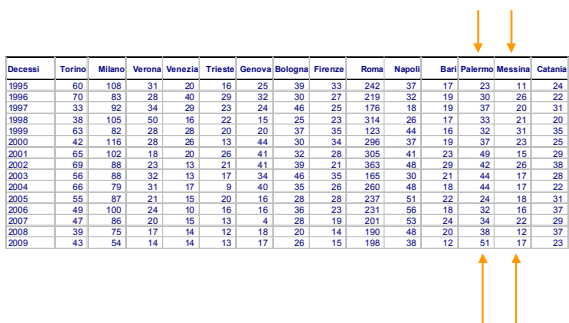 Decessi Torino Milano Verona Venezia Trieste Genova Bologna Firenze Roma Napoli Bari Palermo Messina Catania
1995 60 108 31 20 16 25 39 33 242 37 17 23 11 24
1996 70 83 28 40 29 32 30 27 219 32 19 30 26 22
1997 33 92 34 29 23 24 46 25 176 18 19 37 20 31
1998 38 105 50 16 22 15 25 23 314 26 17 33 21 20
1999 63 82 28 28 20 20 37 35 123 44 16 32 31 35
2000 42 116 28 26 13 44 30 34 296 37 19 37 23 25
2001 65 102 18 20 26 41 32 28 305 41 23 49 15 29
2002 69 88 23 13 21 41 39 21 363 48 29 42 26 38
2003 56 88 32 13 17 34 46 35 165 30 21 44 17 28
2004 66 79 31 17 9 40 35 26 260 48 18 44 17 22
2005 55 87 21 15 20 16 28 28 237 51 22 24 18 31
2006 49 100 24 10 16 16 36 23 231 56 18 32 16 37
2007 47 86 20 15 13 4 28 19 201 53 24 34 22 29
2008 39 75 17 14 12 18 20 14 190 48 20 38 12 37
2009 43 54 14 14 13 17 26 15 198 38 12 51 17 23